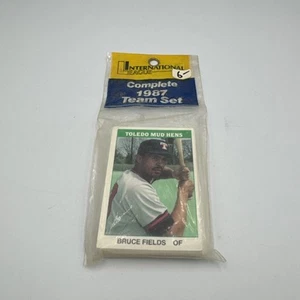 INTERNATIONAL
LEAGUE
6-
Complete
1987
Team Set
TOLEDO MUD HENS
T
BRUCE FIELDS OF